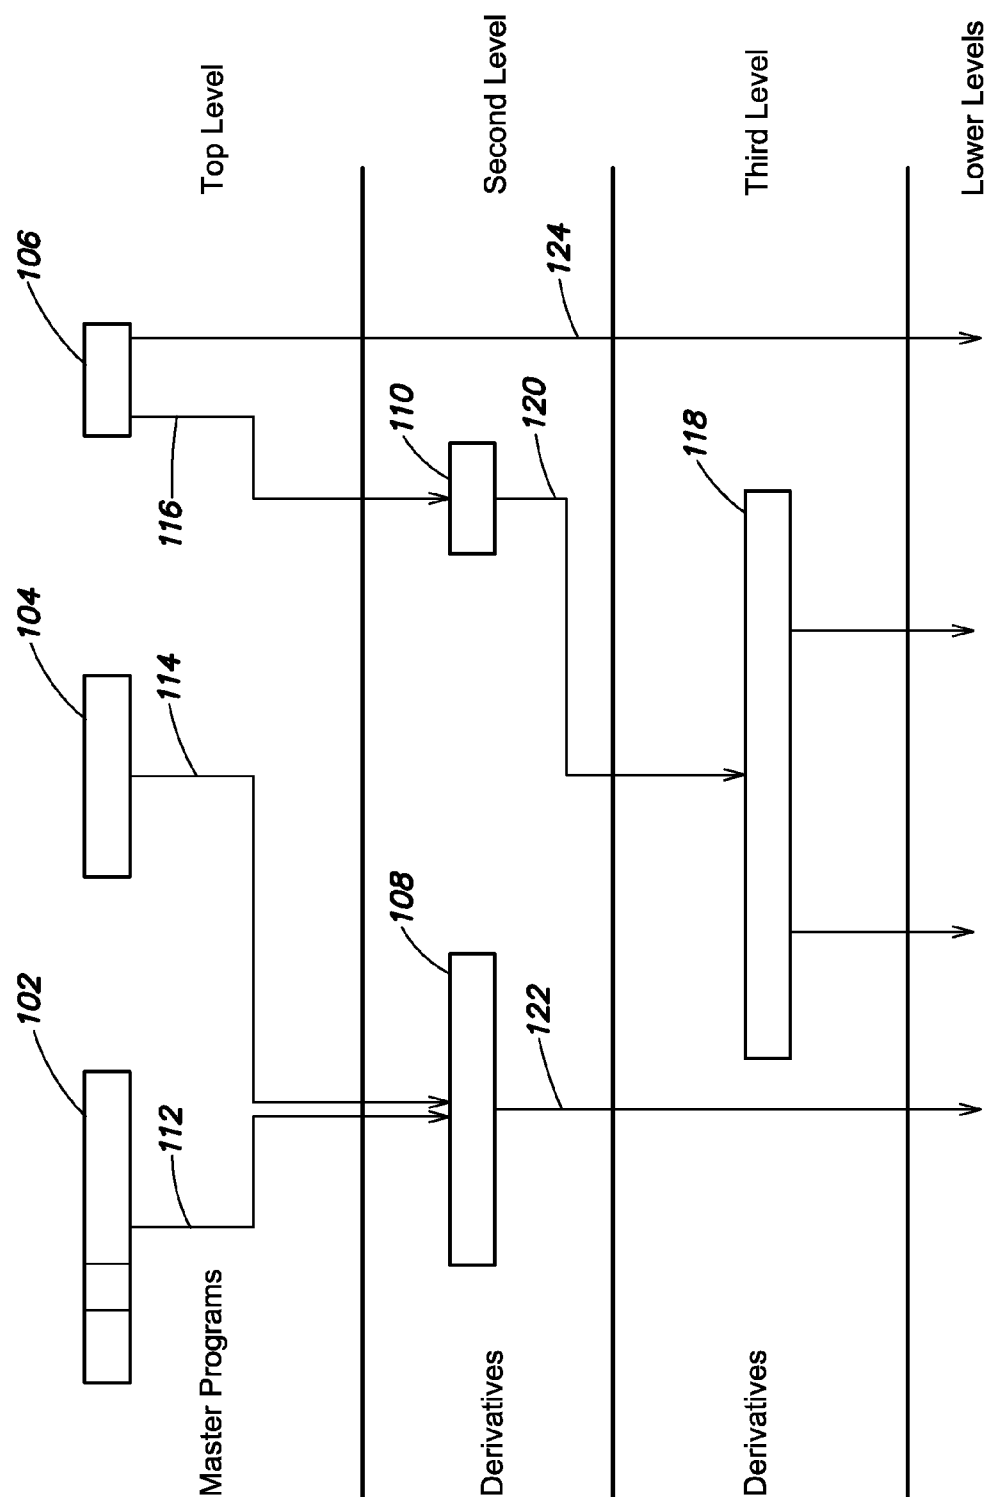 102
104
106
Master Programs
112
114
116
Top Level
108
110
Derivatives
122
120
124
Second Level
118
Derivatives
Third Level
Lower Levels